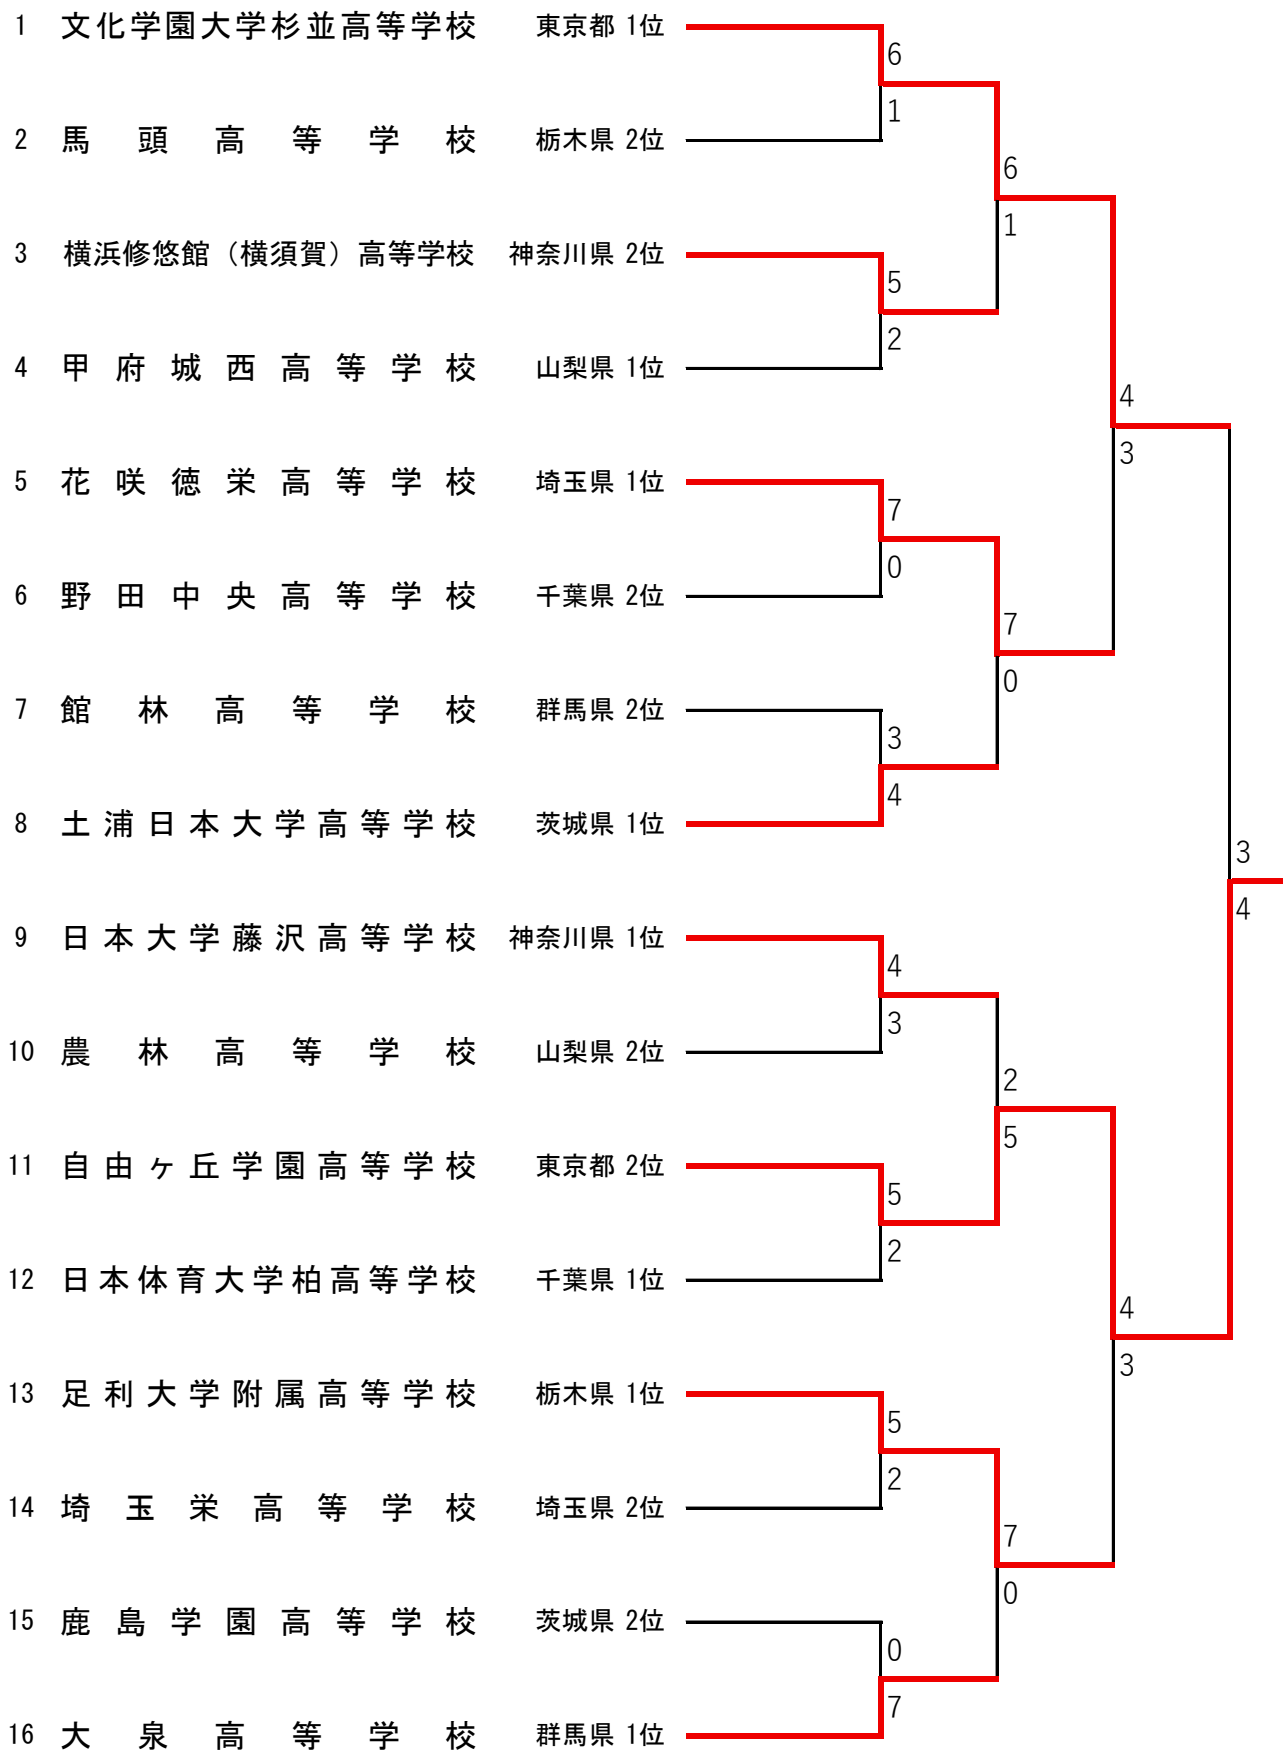 1 文化学園大学杉並高等学校 東京都 1位
6
1
2 馬頭高等学校 栃木県 2位
6
1
3 横浜修悠館（横須賀）高等学校 神奈川県 2位
5
2
4 甲府城西高等学校 山梨県 1位
4
3
5 花咲徳栄高等学校 埼玉県 1位
7
0
6 野田中央高等学校 千葉県 2位
7
0
7 館林高等学校 群馬県 2位
3
4
8 土浦日本大学高等学校 茨城県 1位
3
4
9 日本大学藤沢高等学校 神奈川県 1位
4
3
10 農林高等学校 山梨県 2位
2
5
11 自由ヶ丘学園高等学校 東京都 2位
5
2
12 日本体育大学柏高等学校 千葉県 1位
4
3
13 足利大学附属高等学校 栃木県 1位
5
2
14 埼玉栄高等学校 埼玉県 2位
7
0
15 鹿島学園高等学校 茨城県 2位
0
7
16 大泉高等学校 群馬県 1位